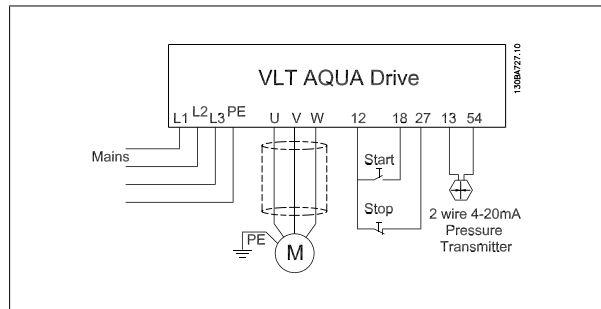 VLT AQUA Drive
130BA727.10
L1 L2 L3 PE U V W 12 18 27 13 54
Mains
Start
Stop
2 wire 4-20mA
Pressure
Transmitter
PE
M